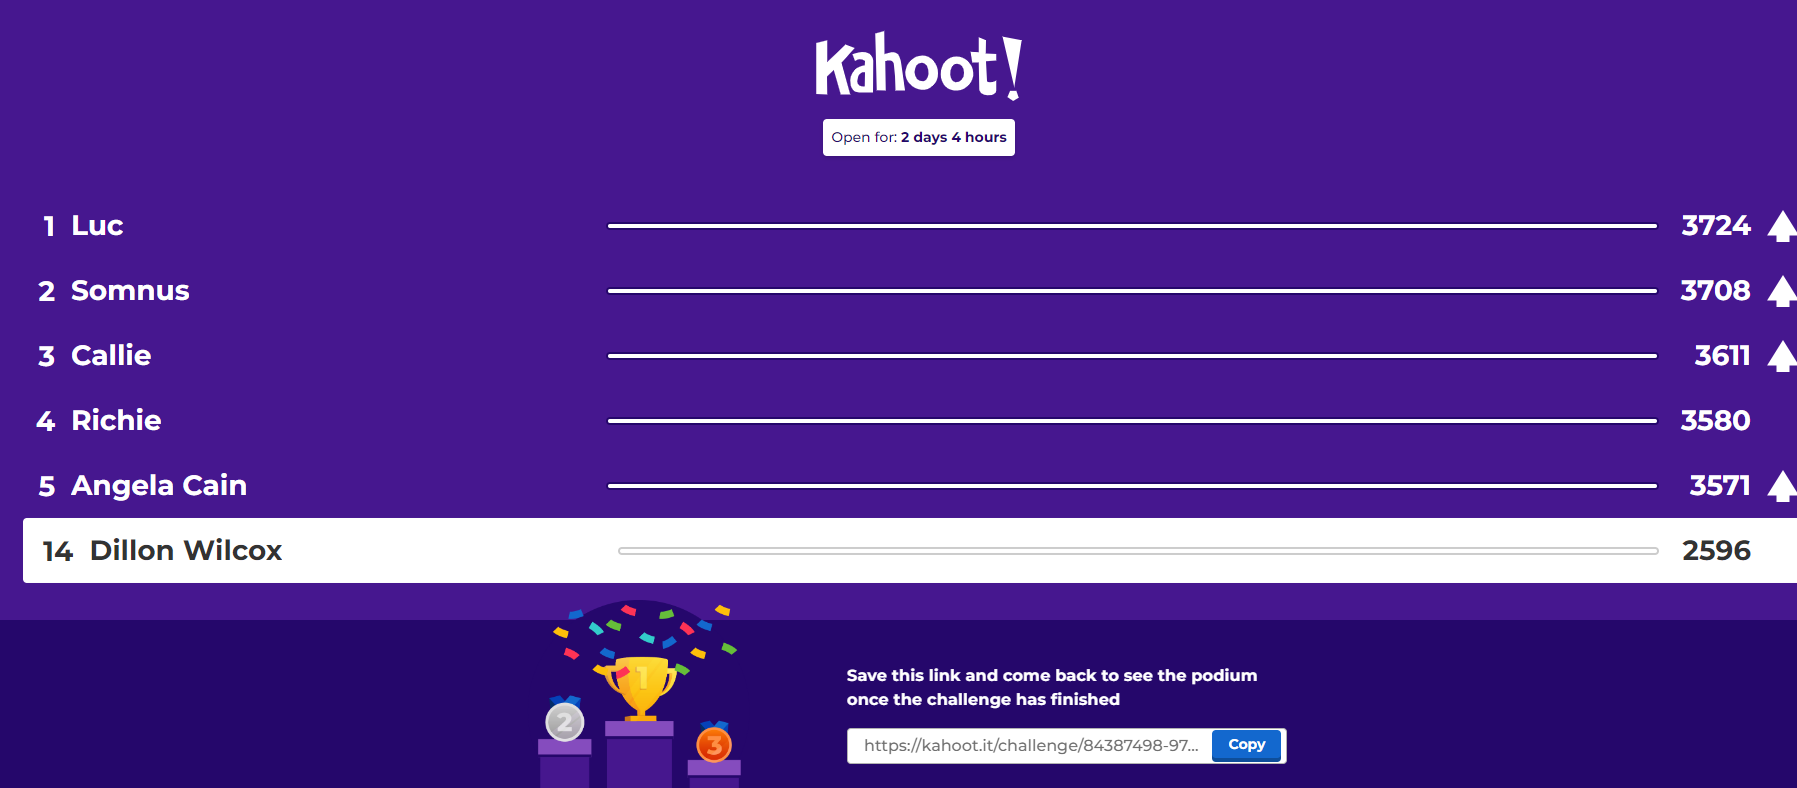 Kahoot!
Open for: 2 days 4 hours
1 Luc 3724
2 Somnus 3708
3 Callie 3611
4 Richie 3580
5 Angela Cain 3571
14 Dillon Wilcox 2596
1
2
3
Save this link and come back to see the podium
once the challenge has finished
https://kahoot.it/challenge/84387498-97... Copy